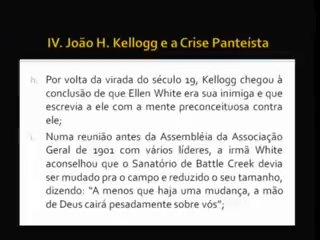 IV. João H. Kellogg e a Crise Panteísta
h. Por volta da virada do século 19, Kellogg chegou à
conclusão de que Ellen White era sua inimiga e que
escrevia a ele com a mente preconceituosa contra
ele;
i. Numa reunião antes da Assembléia da Associação
Geral de 1901 com vários líderes, a irmã White
aconselhou que o Sanatório de Battle Creek devia
ser mudado pra o campo e reduzido o seu tamanho,
dizendo: “A menos que haja uma mudança, a mão
de Deus cairá pesadamente sobre vós”;